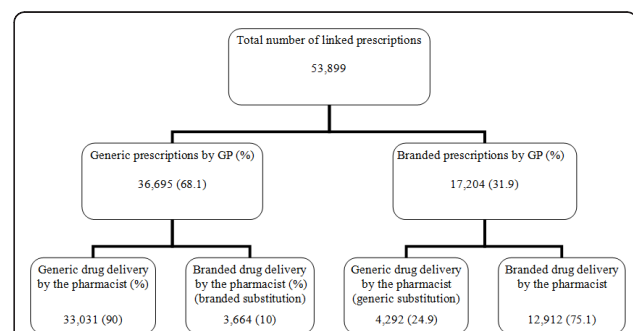 Total number of linked prescriptions
53,899
Generic prescriptions by GP (%)
36,695 (68.1)
Branded prescriptions by GP (%)
17,204 (31.9)
Generic drug delivery
by the pharmacist (%)
33,031 (90)
Branded drug delivery
by the pharmacist (%)
(branded substitution)
3,664 (10)
Generic drug delivery
by the pharmacist
(generic substitution)
4,292 (24.9)
Branded drug delivery
by the pharmacist
12,912 (75.1)